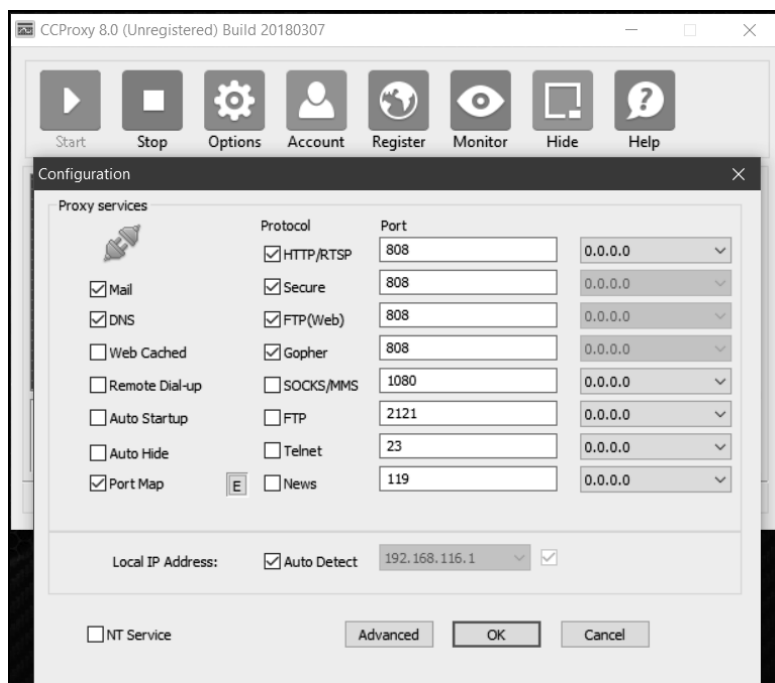 CCProxy 8.0 (Unregistered) Build 20180307
Start Stop Options Account Register Monitor Hide Help
Configuration
Proxy services
Protocol Port
HTTP/RTSP 808 0.0.0.0
Mail Secure 808 0.0.0.0
DNS FTP(Web) 808 0.0.0.0
Web Cached Gopher 808 0.0.0.0
Remote Dial-up SOCKS/MMS 1080 0.0.0.0
Auto Startup FTP 2121 0.0.0.0
Auto Hide Telnet 23 0.0.0.0
Port Map E News 119 0.0.0.0
Local IP Address: Auto Detect 192.168.116.1
NT Service Advanced OK Cancel